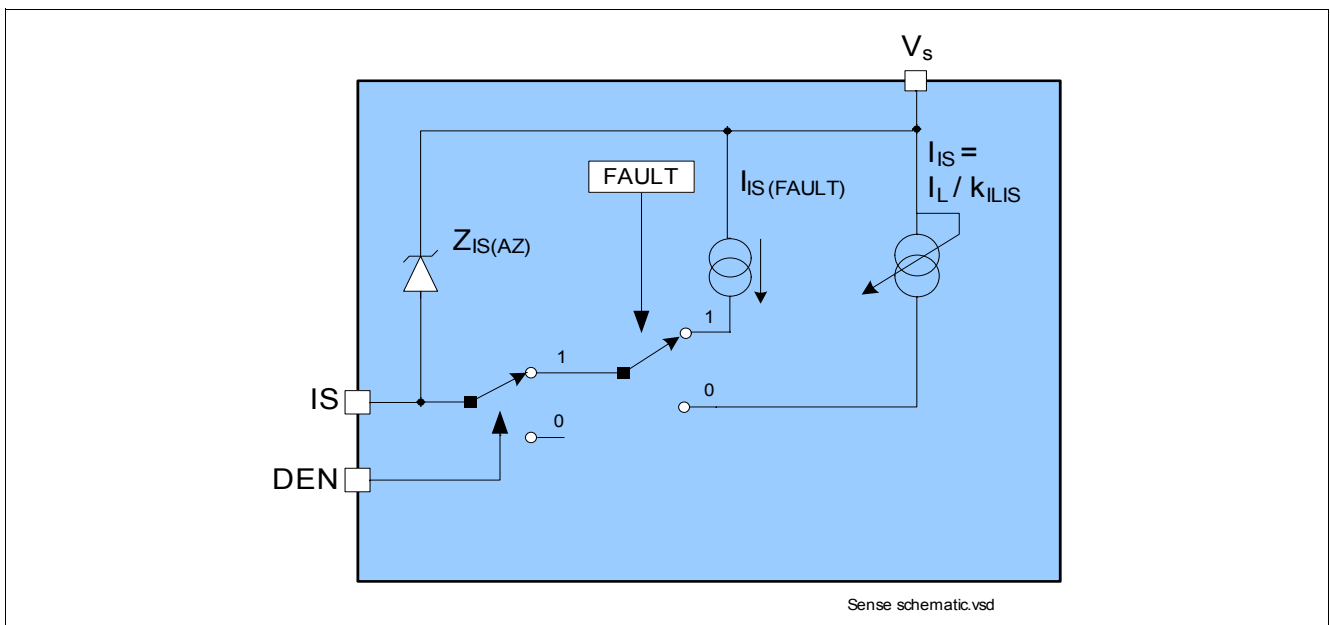 Vs
IIS =
IL / kILIS
FAULT
IIS (FAULT)
ZIS(AZ)
1
1
0
0
IS
DEN
Sense schematic.vsd